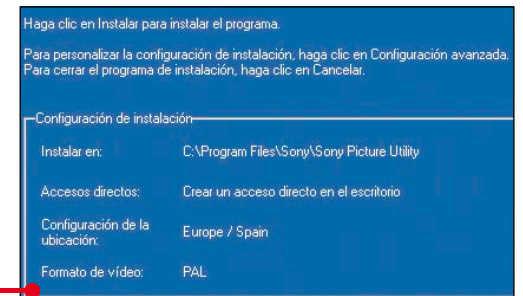 Haga clic en Instalar para instalar el programa.
Para personalizar la configuración de instalación, haga clic en Configuración avanzada.
Para cerrar el programa de instalación, haga clic en Cancelar.
Configuración de instalación
Instalar en: C:\Program Files\Sony\Sony Picture Utility
Accesos directos: Crear un acceso directo en el escritorio
Configuración de la
ubicación: Europe / Spain
Formato de vídeo: PAL